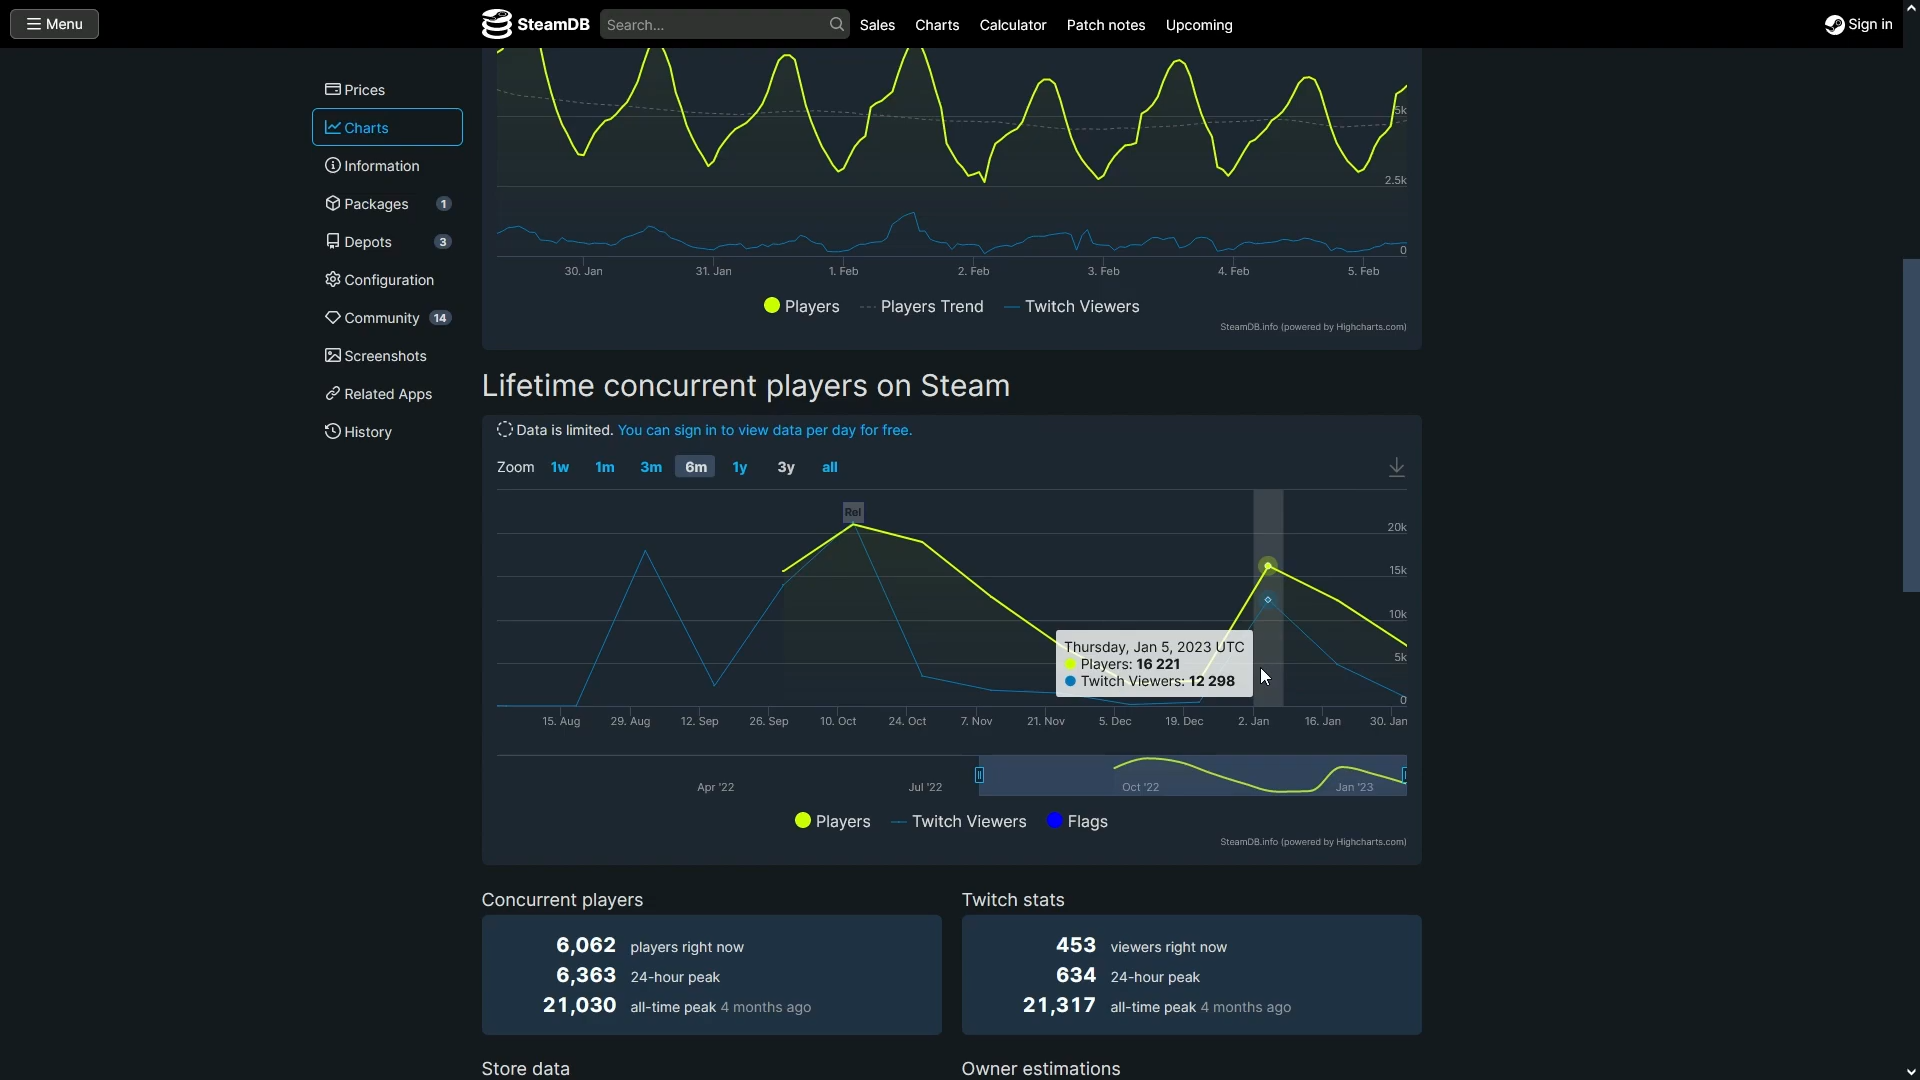 Menu
SteamDB
Search...
Sales
Charts
Calculator
Patch notes
Upcoming
Sign in
Prices
Charts
Information
Packages 1
Depots 3
Configuration
Community 14
Screenshots
Related Apps
History
5k
2.5k
0
30. Jan
31. Jan
1. Feb
2. Feb
3. Feb
4. Feb
5. Feb
Players
Players Trend
Twitch Viewers
SteamDB.info (powered by Highcharts.com)
Lifetime concurrent players on Steam
Data is limited. You can sign in to view data per day for free.
Zoom 1w 1m 3m 6m 1y 3y all
Rel
20k
15k
10k
5k
0
Thursday, Jan 5, 2023 UTC
Players: 16 221
Twitch Viewers: 12 298
15. Aug
29. Aug
12. Sep
26. Sep
10. Oct
24. Oct
7. Nov
21. Nov
5. Dec
19. Dec
2. Jan
16. Jan
30. Jan
Apr '22
Jul '22
Oct '22
Jan '23
Players
Twitch Viewers
Flags
SteamDB.info (powered by Highcharts.com)
Concurrent players
6,062 players right now
6,363 24-hour peak
21,030 all-time peak 4 months ago
Twitch stats
453 viewers right now
634 24-hour peak
21,317 all-time peak 4 months ago
Store data
Owner estimations